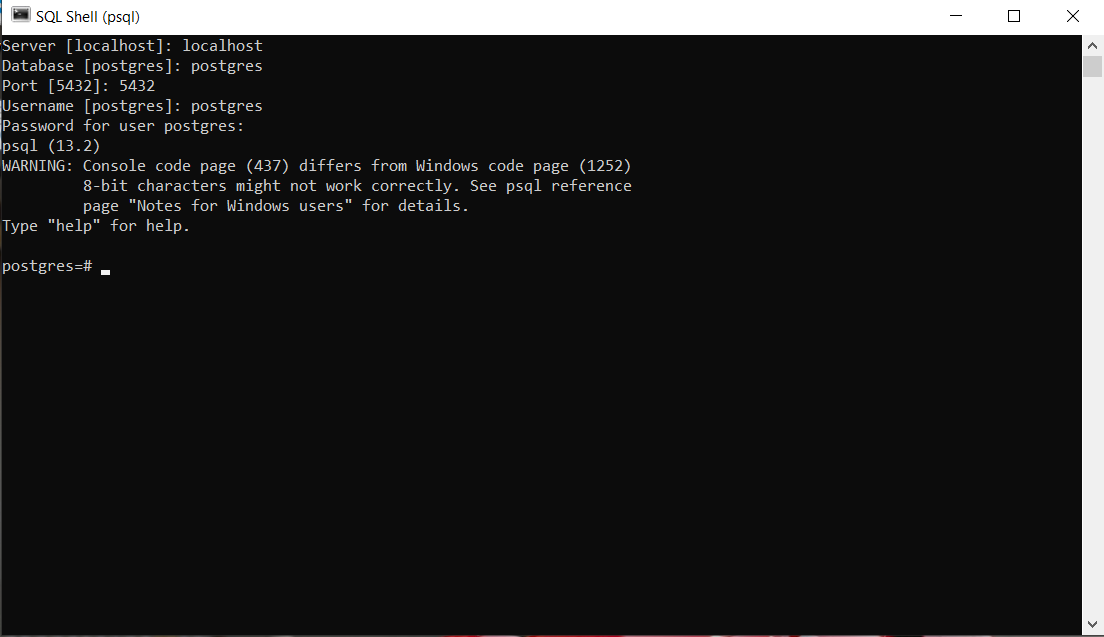 SQL Shell (psql)
Server [localhost]: localhost
Database [postgres]: postgres
Port [5432]: 5432
Username [postgres]: postgres
Password for user postgres:
psql (13.2)
WARNING: Console code page (437) differs from Windows code page (1252)
         8-bit characters might not work correctly. See psql reference
         page "Notes for Windows users" for details.
Type "help" for help.

postgres=#